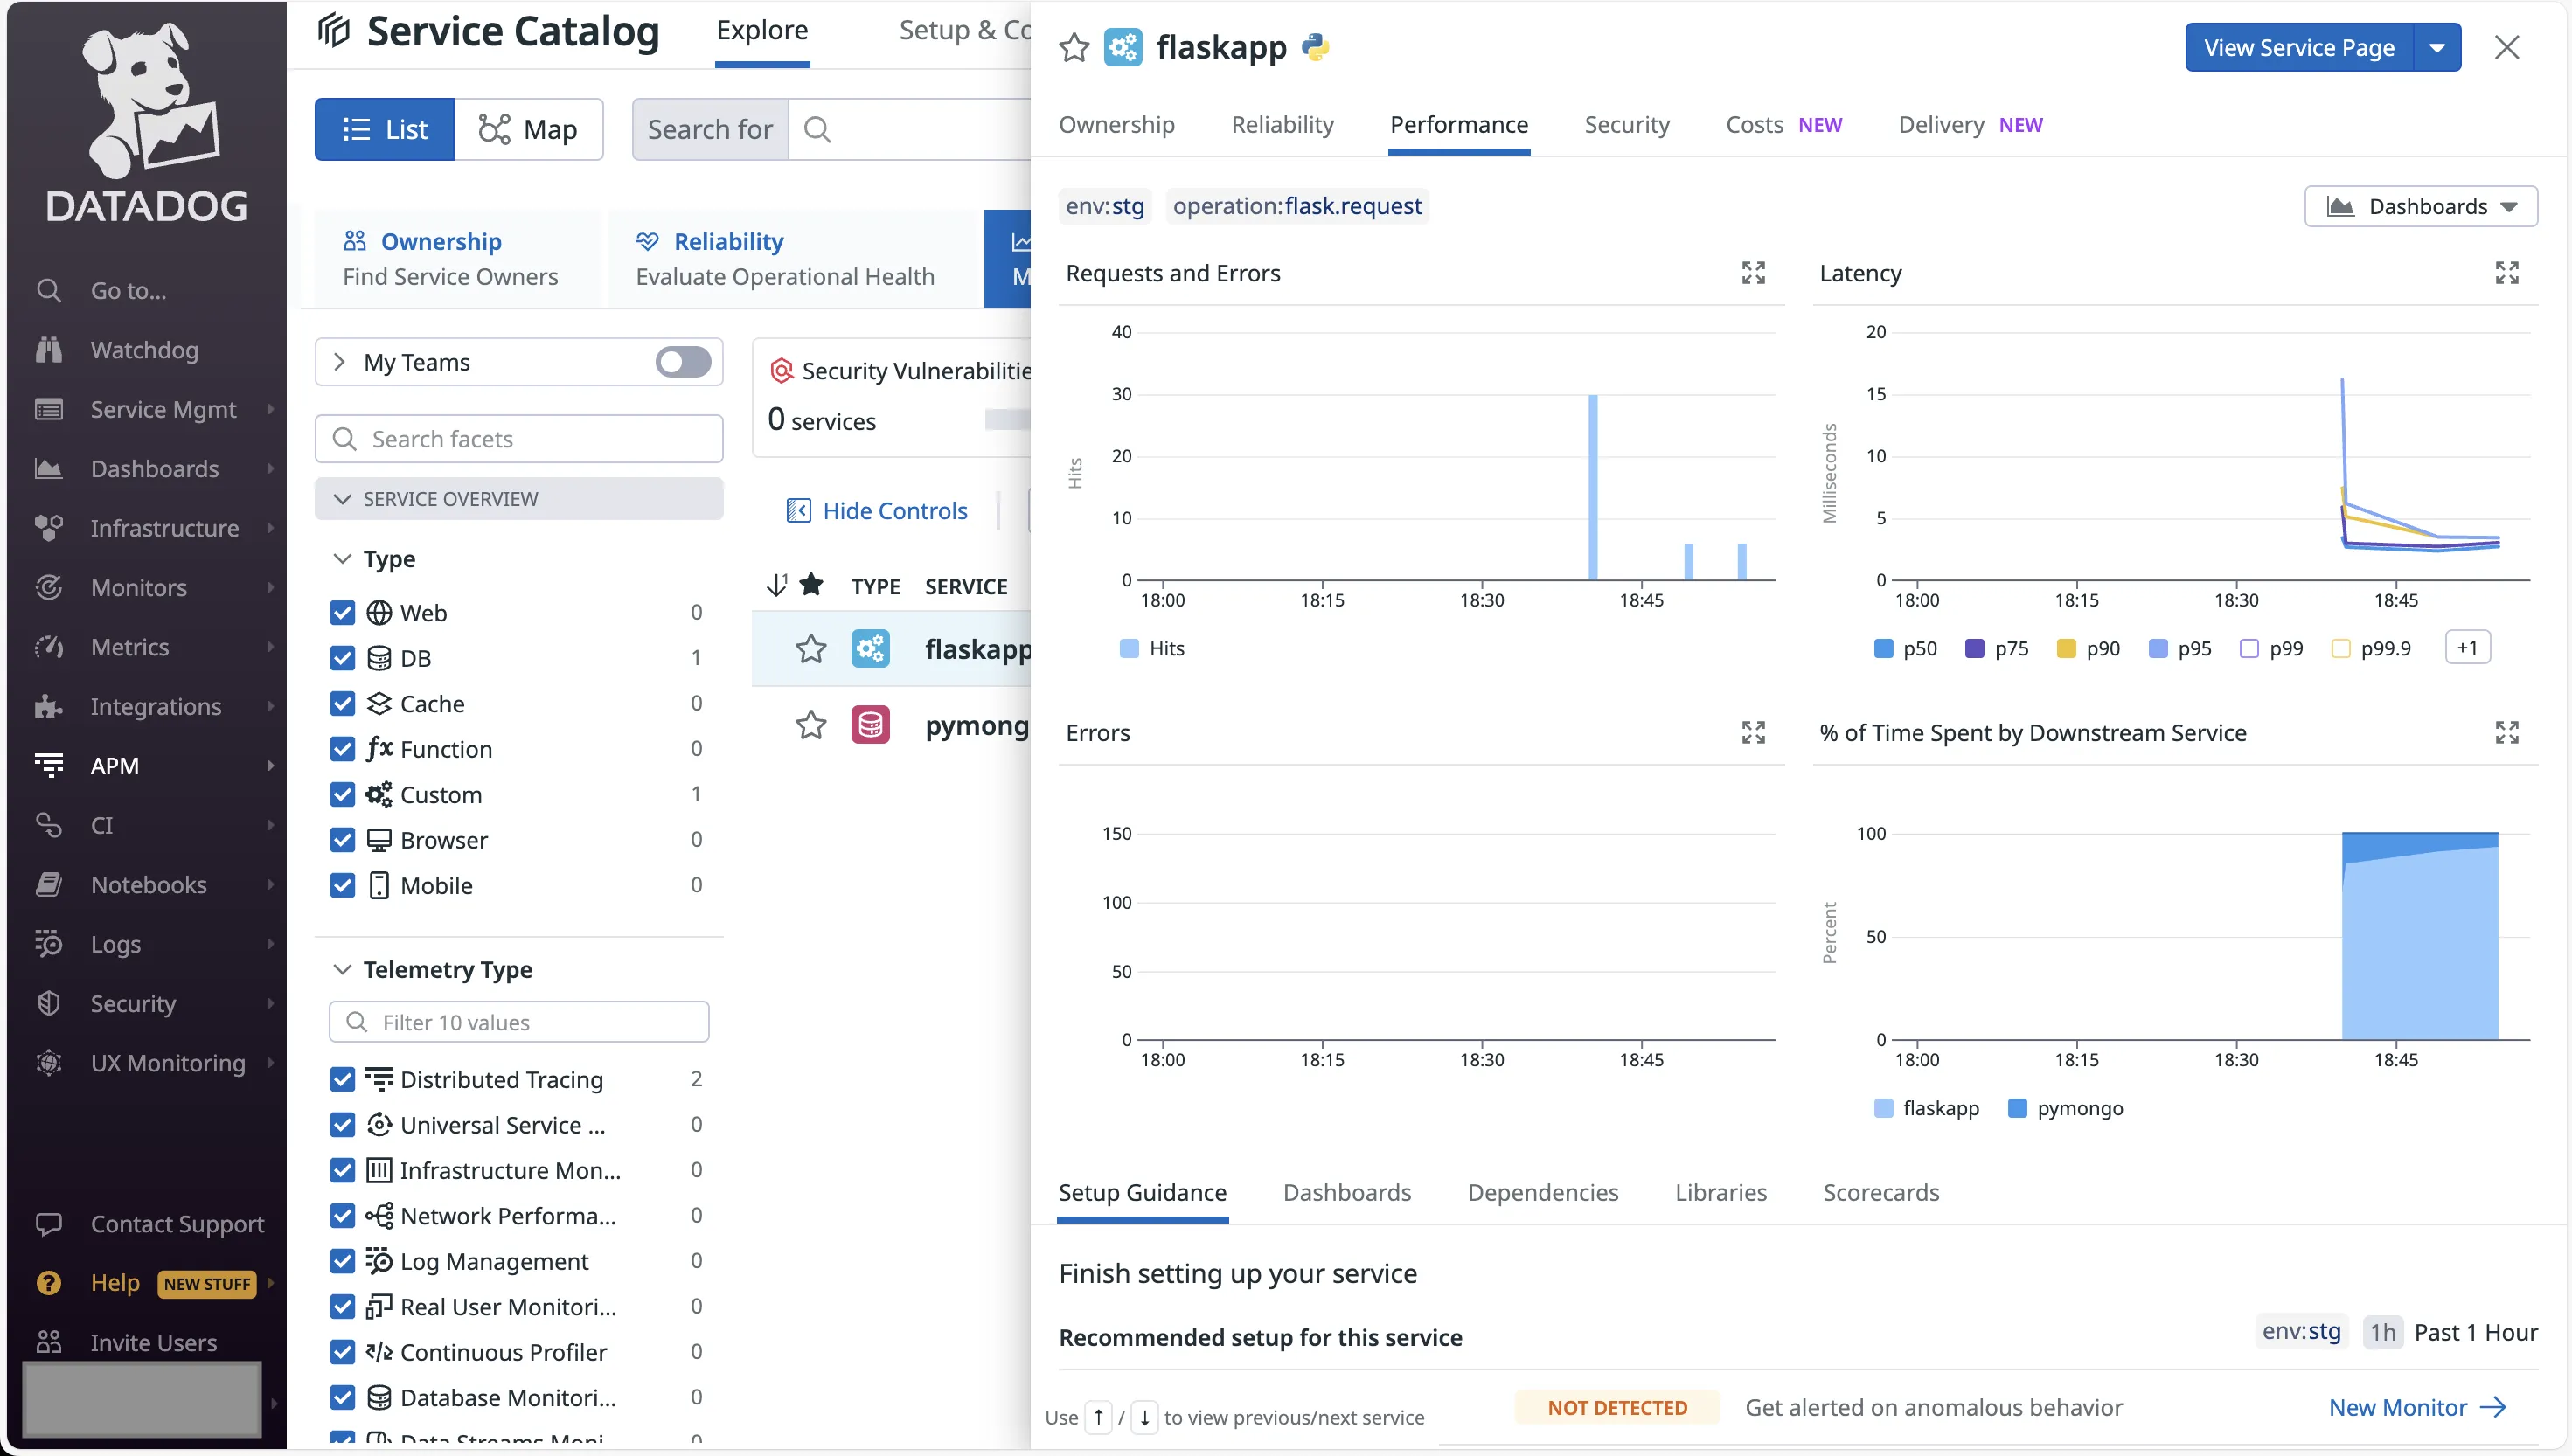 DATADOG
Go to...
Watchdog
Service Mgmt
Dashboards
Infrastructure
Monitors
Metrics
Integrations
APM
CI
Notebooks
Logs
Security
UX Monitoring
Contact Support
Help NEW STUFF
Invite Users
Service Catalog Explore Setup & Co
List Map Search for
Ownership
Find Service Owners
Reliability
Evaluate Operational Health
M
My Teams
Search facets
SERVICE OVERVIEW
Type
Web 0
DB 1
Cache 0
Function 0
Custom 1
Browser 0
Mobile 0
Telemetry Type
Filter 10 values
Distributed Tracing 2
Universal Service ... 0
Infrastructure Mon... 0
Network Performa... 0
Log Management 0
Real User Monitori... 0
Continuous Profiler 0
Database Monitori... 0
Data Streams Moni 0
Security Vulnerabilitie
0 services
Hide Controls
1 TYPE SERVICE
flaskapp
pymong
flaskapp
View Service Page
Ownership Reliability Performance Security Costs NEW Delivery NEW
env:stg operation:flask.request
Dashboards
Requests and Errors
Hits
40
30
20
10
0
18:00 18:15 18:30 18:45
Hits
Latency
Milliseconds
20
15
10
5
0
18:00 18:15 18:30 18:45
p50 p75 p90 p95 p99 p99.9 +1
Errors
150
100
50
0
18:00 18:15 18:30 18:45
% of Time Spent by Downstream Service
Percent
100
50
0
18:00 18:15 18:30 18:45
flaskapp pymongo
Setup Guidance Dashboards Dependencies Libraries Scorecards
Finish setting up your service
Recommended setup for this service
env:stg 1h Past 1 Hour
Use ↑ / ↓ to view previous/next service
NOT DETECTED Get alerted on anomalous behavior New Monitor →